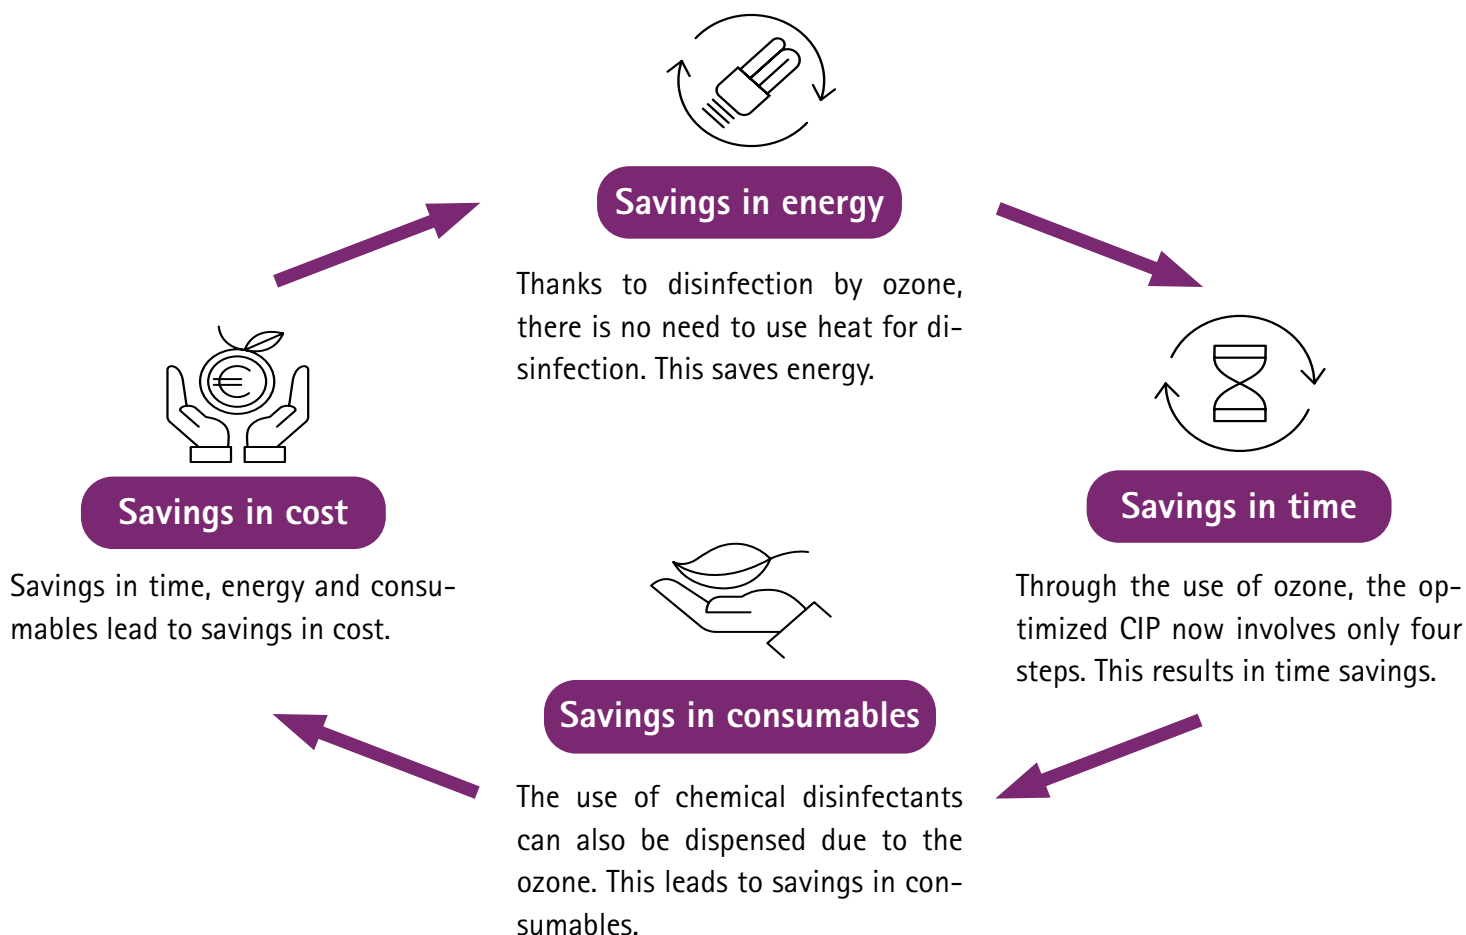 Savings in energy
Thanks to disinfection by ozone,
there is no need to use heat for di-
sinfection. This saves energy.
Savings in time
Through the use of ozone, the op-
timized CIP now involves only four
steps. This results in time savings.
Savings in consumables
The use of chemical disinfectants
can also be dispensed due to the
ozone. This leads to savings in con-
sumables.
Savings in cost
Savings in time, energy and consu-
mables lead to savings in cost.
€